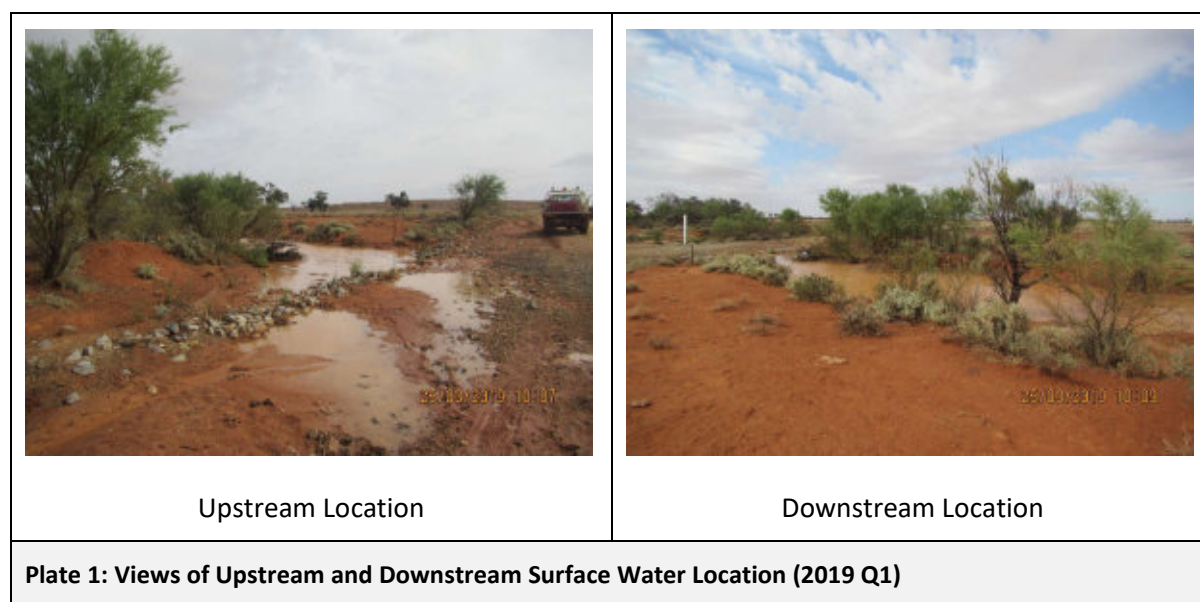 Upstream Location
Downstream Location
Plate 1: Views of Upstream and Downstream Surface Water Location (2019 Q1)